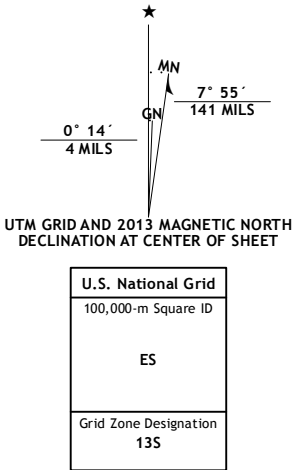 ★
MN
7° 55´
141 MILS
GN
0° 14´
4 MILS
UTM GRID AND 2013 MAGNETIC NORTH
DECLINATION AT CENTER OF SHEET
U.S. National Grid
100,000-m Square ID
ES
Grid Zone Designation
13S